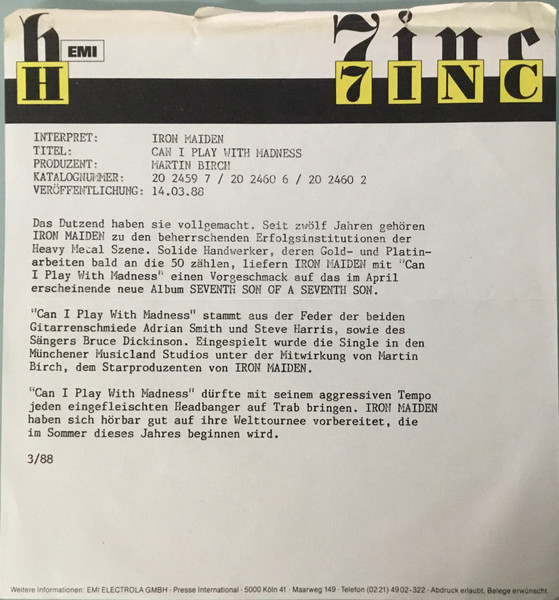 h EMI 7inc
H 7INC
INTERPRET: IRON MAIDEN
TITEL: CAN I PLAY WITH MADNESS
PRODUZENT: MARTIN BIRCH
KATALOGNUMMER: 20 2459 7 / 20 2460 6 / 20 2460 2
VERÖFFENTLICHUNG: 14.03.88
Das Dutzend haben sie vollgemacht. Seit zwölf Jahren gehören
IRON MAIDEN zu den beherrschenden Erfolgsinstitutionen der
Heavy Metal Szene. Solide Handwerker, deren Gold- und Platin-
arbeiten bald an die 50 zählen, liefern IRON MAIDEN mit "Can
I Play With Madness" einen Vorgeschmack auf das im April
erscheinende neue Album SEVENTH SON OF A SEVENTH SON.
"Can I Play With Madness" stammt aus der Feder der beiden
Gitarrenschmiede Adrian Smith und Steve Harris, sowie des
Sängers Bruce Dickinson. Eingespielt wurde die Single in den
Münchener Musicland Studios unter der Mitwirkung von Martin
Birch, dem Starproduzenten von IRON MAIDEN.
"Can I Play With Madness" dürfte mit seinem aggressiven Tempo
jeden eingefleischten Headbanger auf Trab bringen. IRON MAIDEN
haben sich hörbar gut auf ihre Welttournee vorbereitet, die
im Sommer dieses Jahres beginnen wird.
3/88
Weitere Informationen: EMI ELECTROLA GMBH · Presse International · 5000 Köln 41 · Maarweg 149 · Telefon (02 21) 49 02-322 · Abdruck erlaubt, Belege erwünscht.